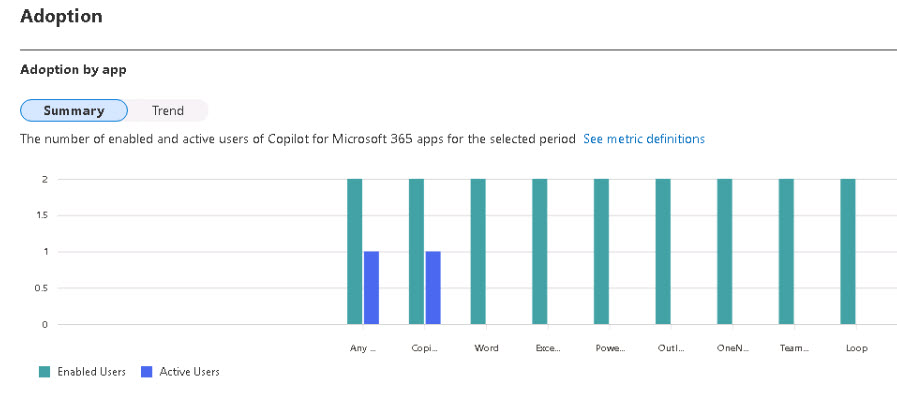 Adoption
Adoption by app
Summary Trend
The number of enabled and active users of Copilot for Microsoft 365 apps for the selected period See metric definitions
2
1.5
1
0.5
0
Any ... Copi... Word Exce... Powe... Outl... OneN... Team... Loop
Enabled Users Active Users